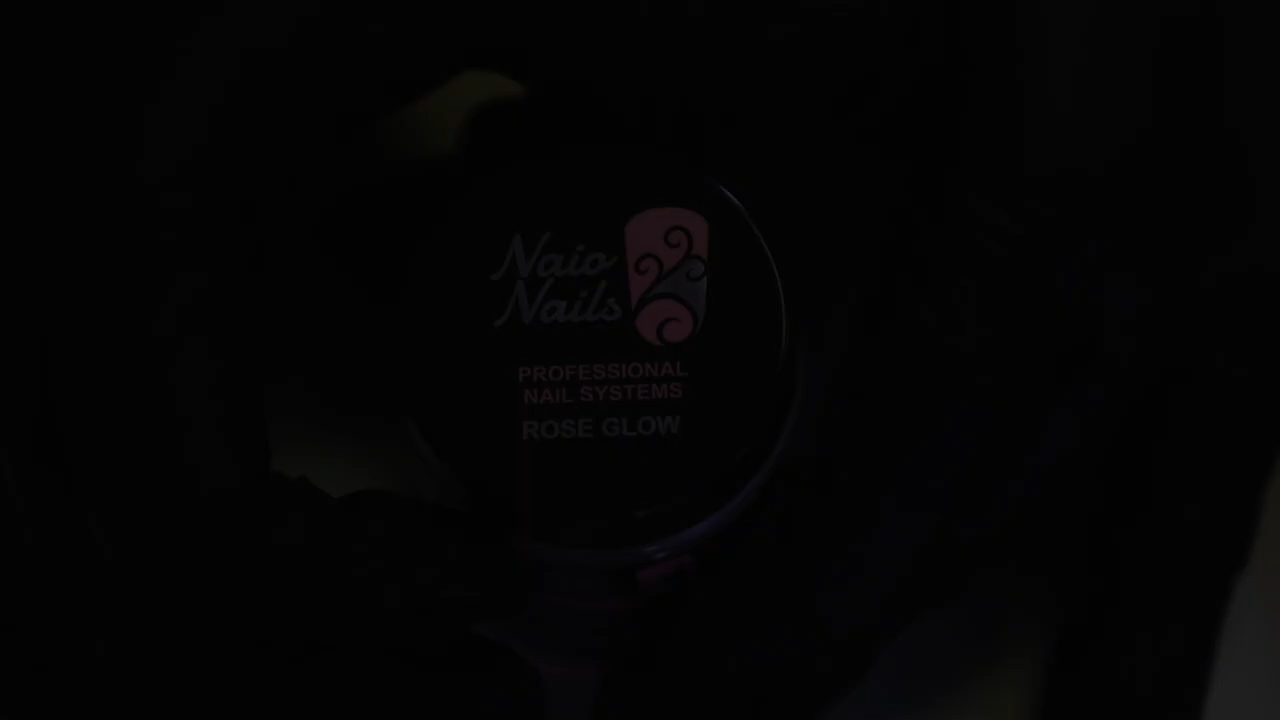 Naio
Nails
PROFESSIONAL
NAIL SYSTEMS
ROSE GLOW